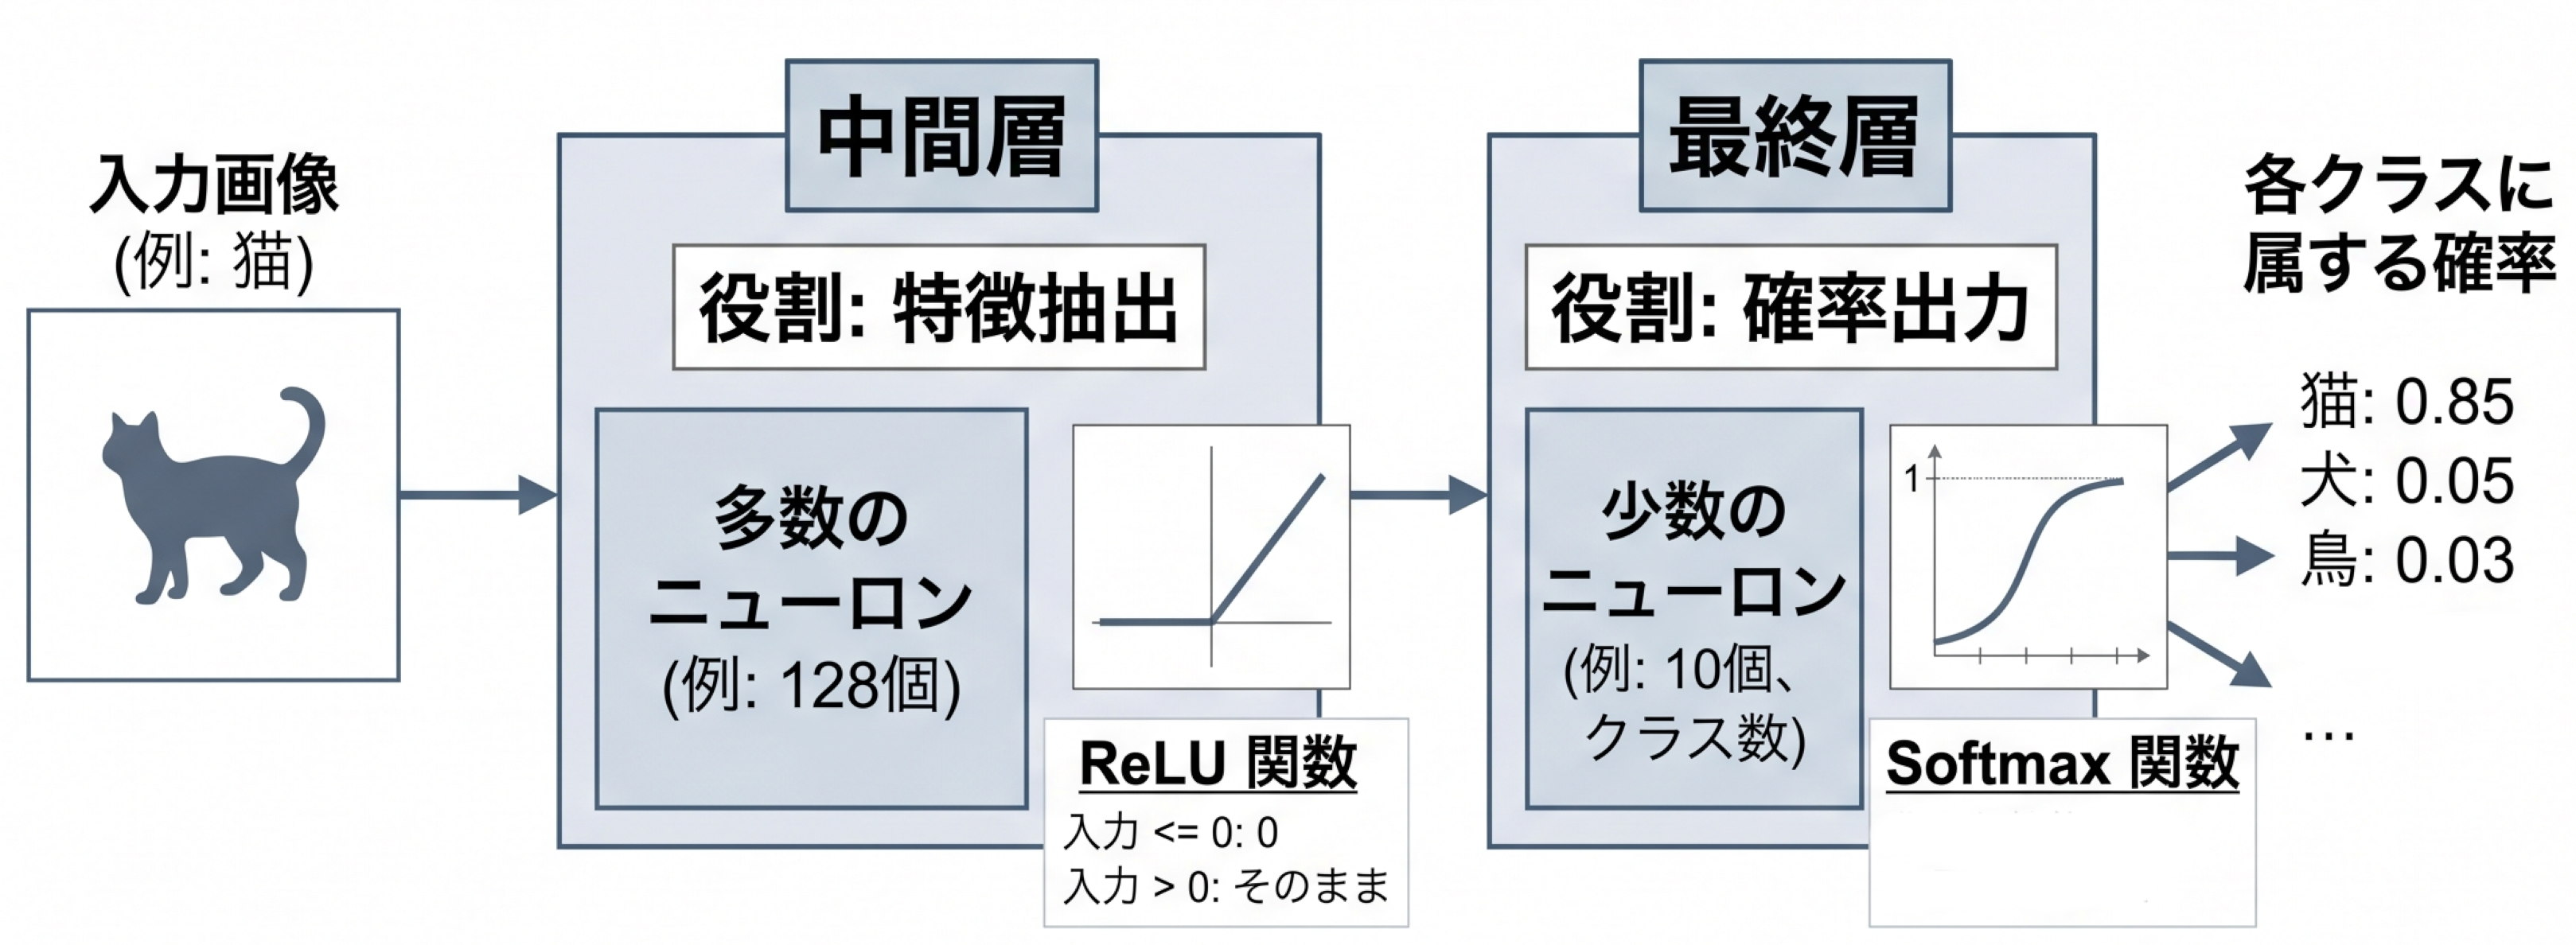 入力画像
(例: 猫)
中間層
役割: 特徴抽出
多数の
ニューロン
(例: 128個)
ReLU 関数
入力 <= 0: 0
入力 > 0: そのまま
最終層
役割: 確率出力
少数の
ニューロン
(例: 10個、
クラス数)
1
Softmax 関数
各クラスに
属する確率
猫: 0.85
犬: 0.05
鳥: 0.03
...